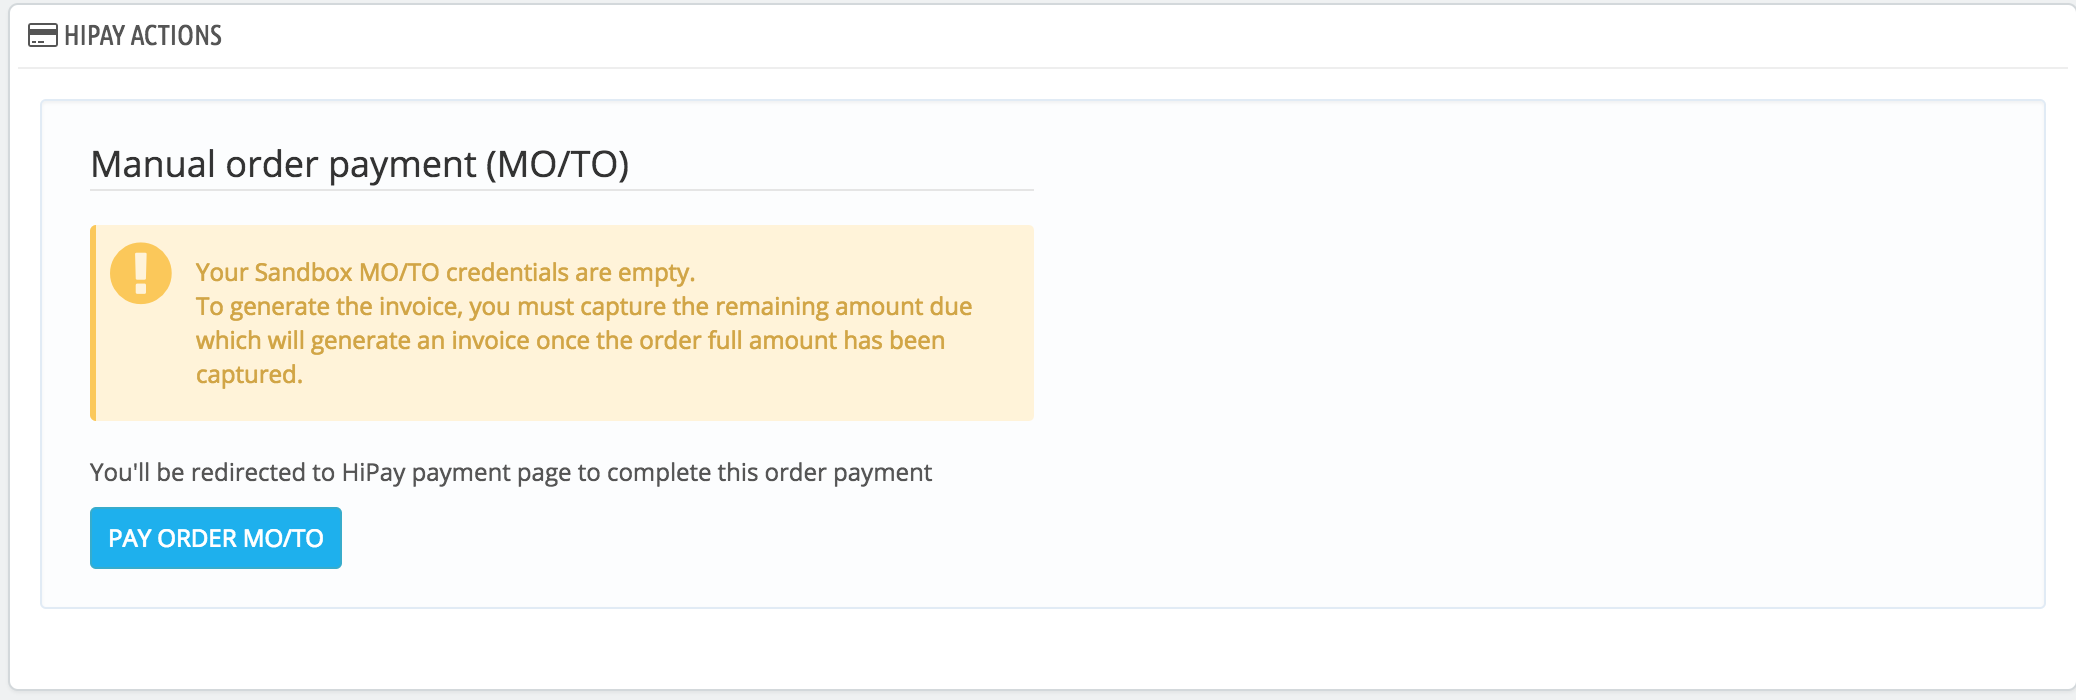 HIPAY ACTIONS
Manual order payment (MO/TO)
Your Sandbox MO/TO credentials are empty.
To generate the invoice, you must capture the remaining amount due
which will generate an invoice once the order full amount has been
captured.
You'll be redirected to HiPay payment page to complete this order payment
PAY ORDER MO/TO